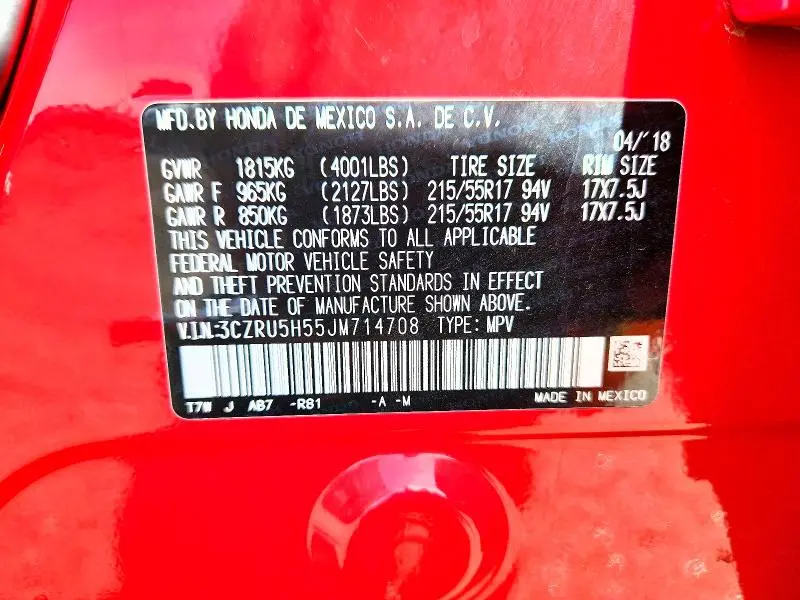 MFD.BY HONDA DE MEXICO S.A. DE C.V.
04/'18
GVWR 1815KG (4001LBS) TIRE SIZE RIM SIZE
GAWR F 965KG (2127LBS) 215/55R17 94V 17X7.5J
GAWR R 850KG (1873LBS) 215/55R17 94V 17X7.5J
THIS VEHICLE CONFORMS TO ALL APPLICABLE
FEDERAL MOTOR VEHICLE SAFETY
AND THEFT PREVENTION STANDARDS IN EFFECT
ON THE DATE OF MANUFACTURE SHOWN ABOVE.
V.I.N:3CZRU5H55JM714708 TYPE: MPV
T7W J AB7 -R81 -A -M MADE IN MEXICO